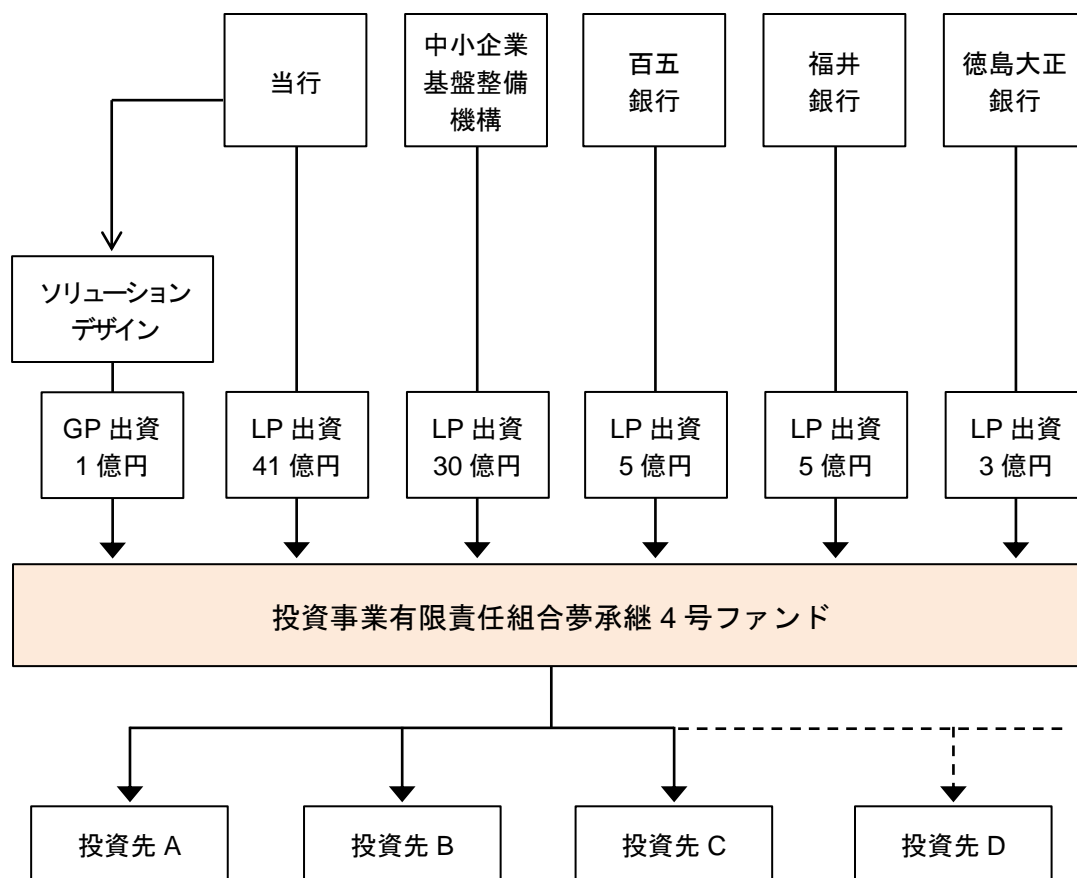 当行
中小企業
基盤整備
機構
百五
銀行
福井
銀行
徳島大正
銀行
ソリューション
デザイン
GP 出資
1 億円
LP 出資
41 億円
LP 出資
30 億円
LP 出資
5 億円
LP 出資
5 億円
LP 出資
3 億円
投資事業有限責任組合夢承継 4 号ファンド
投資先 A
投資先 B
投資先 C
投資先 D